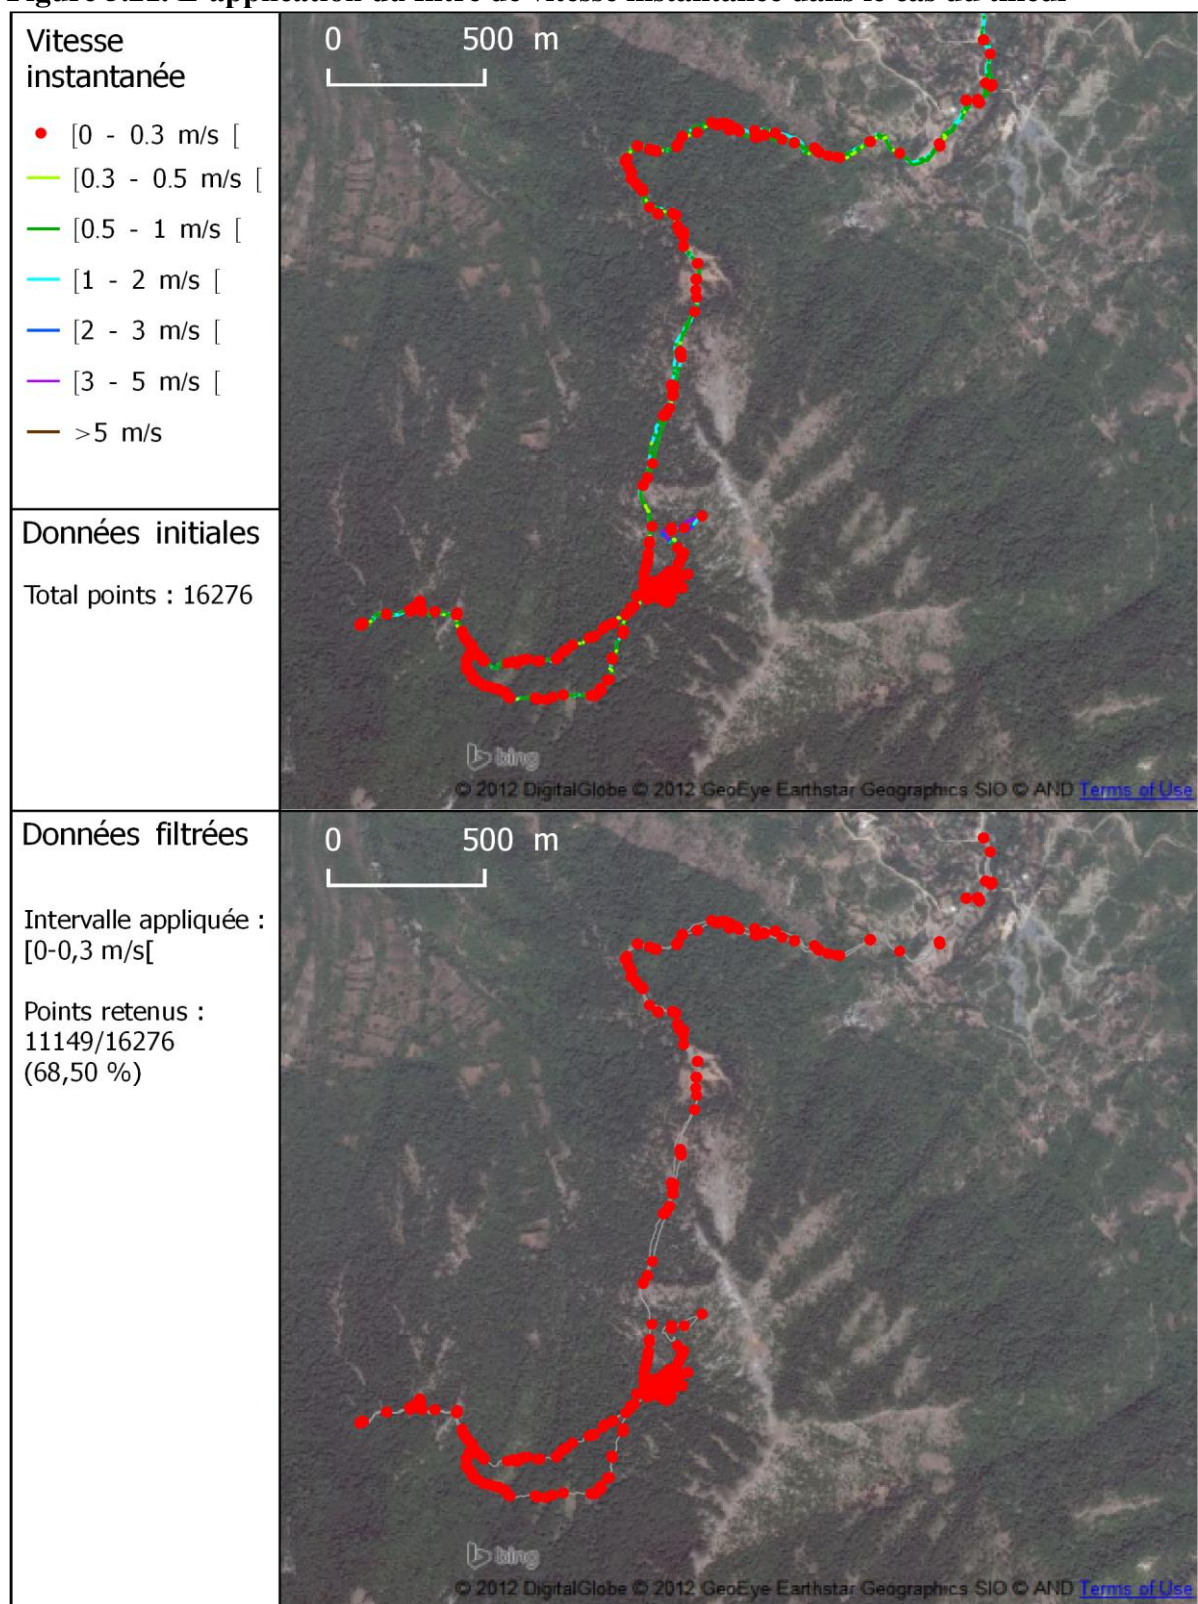 Vitesse
instantanée
[0 - 0.3 m/s [
[0.3 - 0.5 m/s [
[0.5 - 1 m/s [
[1 - 2 m/s [
[2 - 3 m/s [
[3 - 5 m/s [
>5 m/s
Données initiales
Total points : 16276
0 500 m
bing
© 2012 DigitalGlobe © 2012 GeoEye Earthstar Geographics SIO © AND Terms of Use
Données filtrées
Intervalle appliquée :
[0-0,3 m/s[
Points retenus :
11149/16276
(68,50 %)
0 500 m
bing
© 2012 DigitalGlobe © 2012 GeoEye Earthstar Geographics SIO © AND Terms of Use